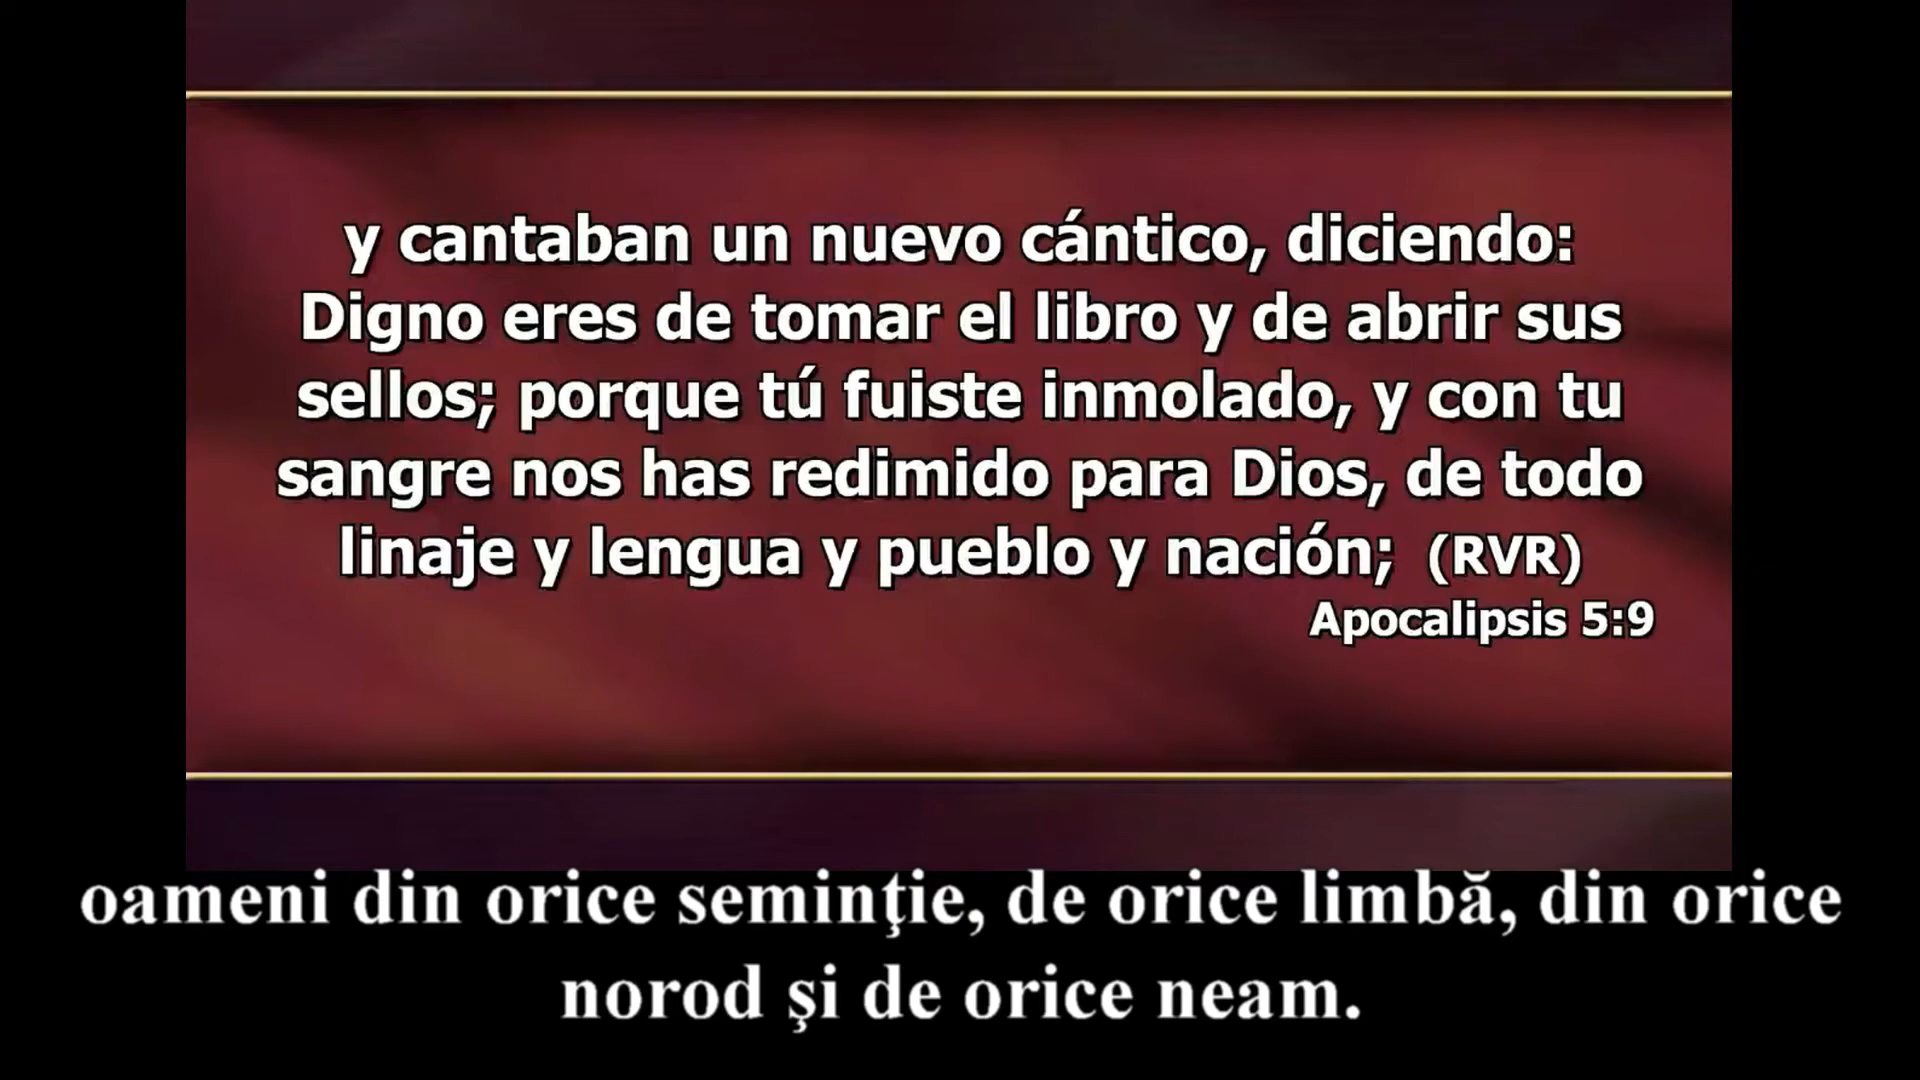 y cantaban un nuevo cántico, diciendo:
Digno eres de tomar el libro y de abrir sus
sellos; porque tú fuiste inmolado, y con tu
sangre nos has redimido para Dios, de todo
linaje y lengua y pueblo y nación; (RVR)
Apocalipsis 5:9
oameni din orice seminţie, de orice limbă, din orice
norod şi de orice neam.